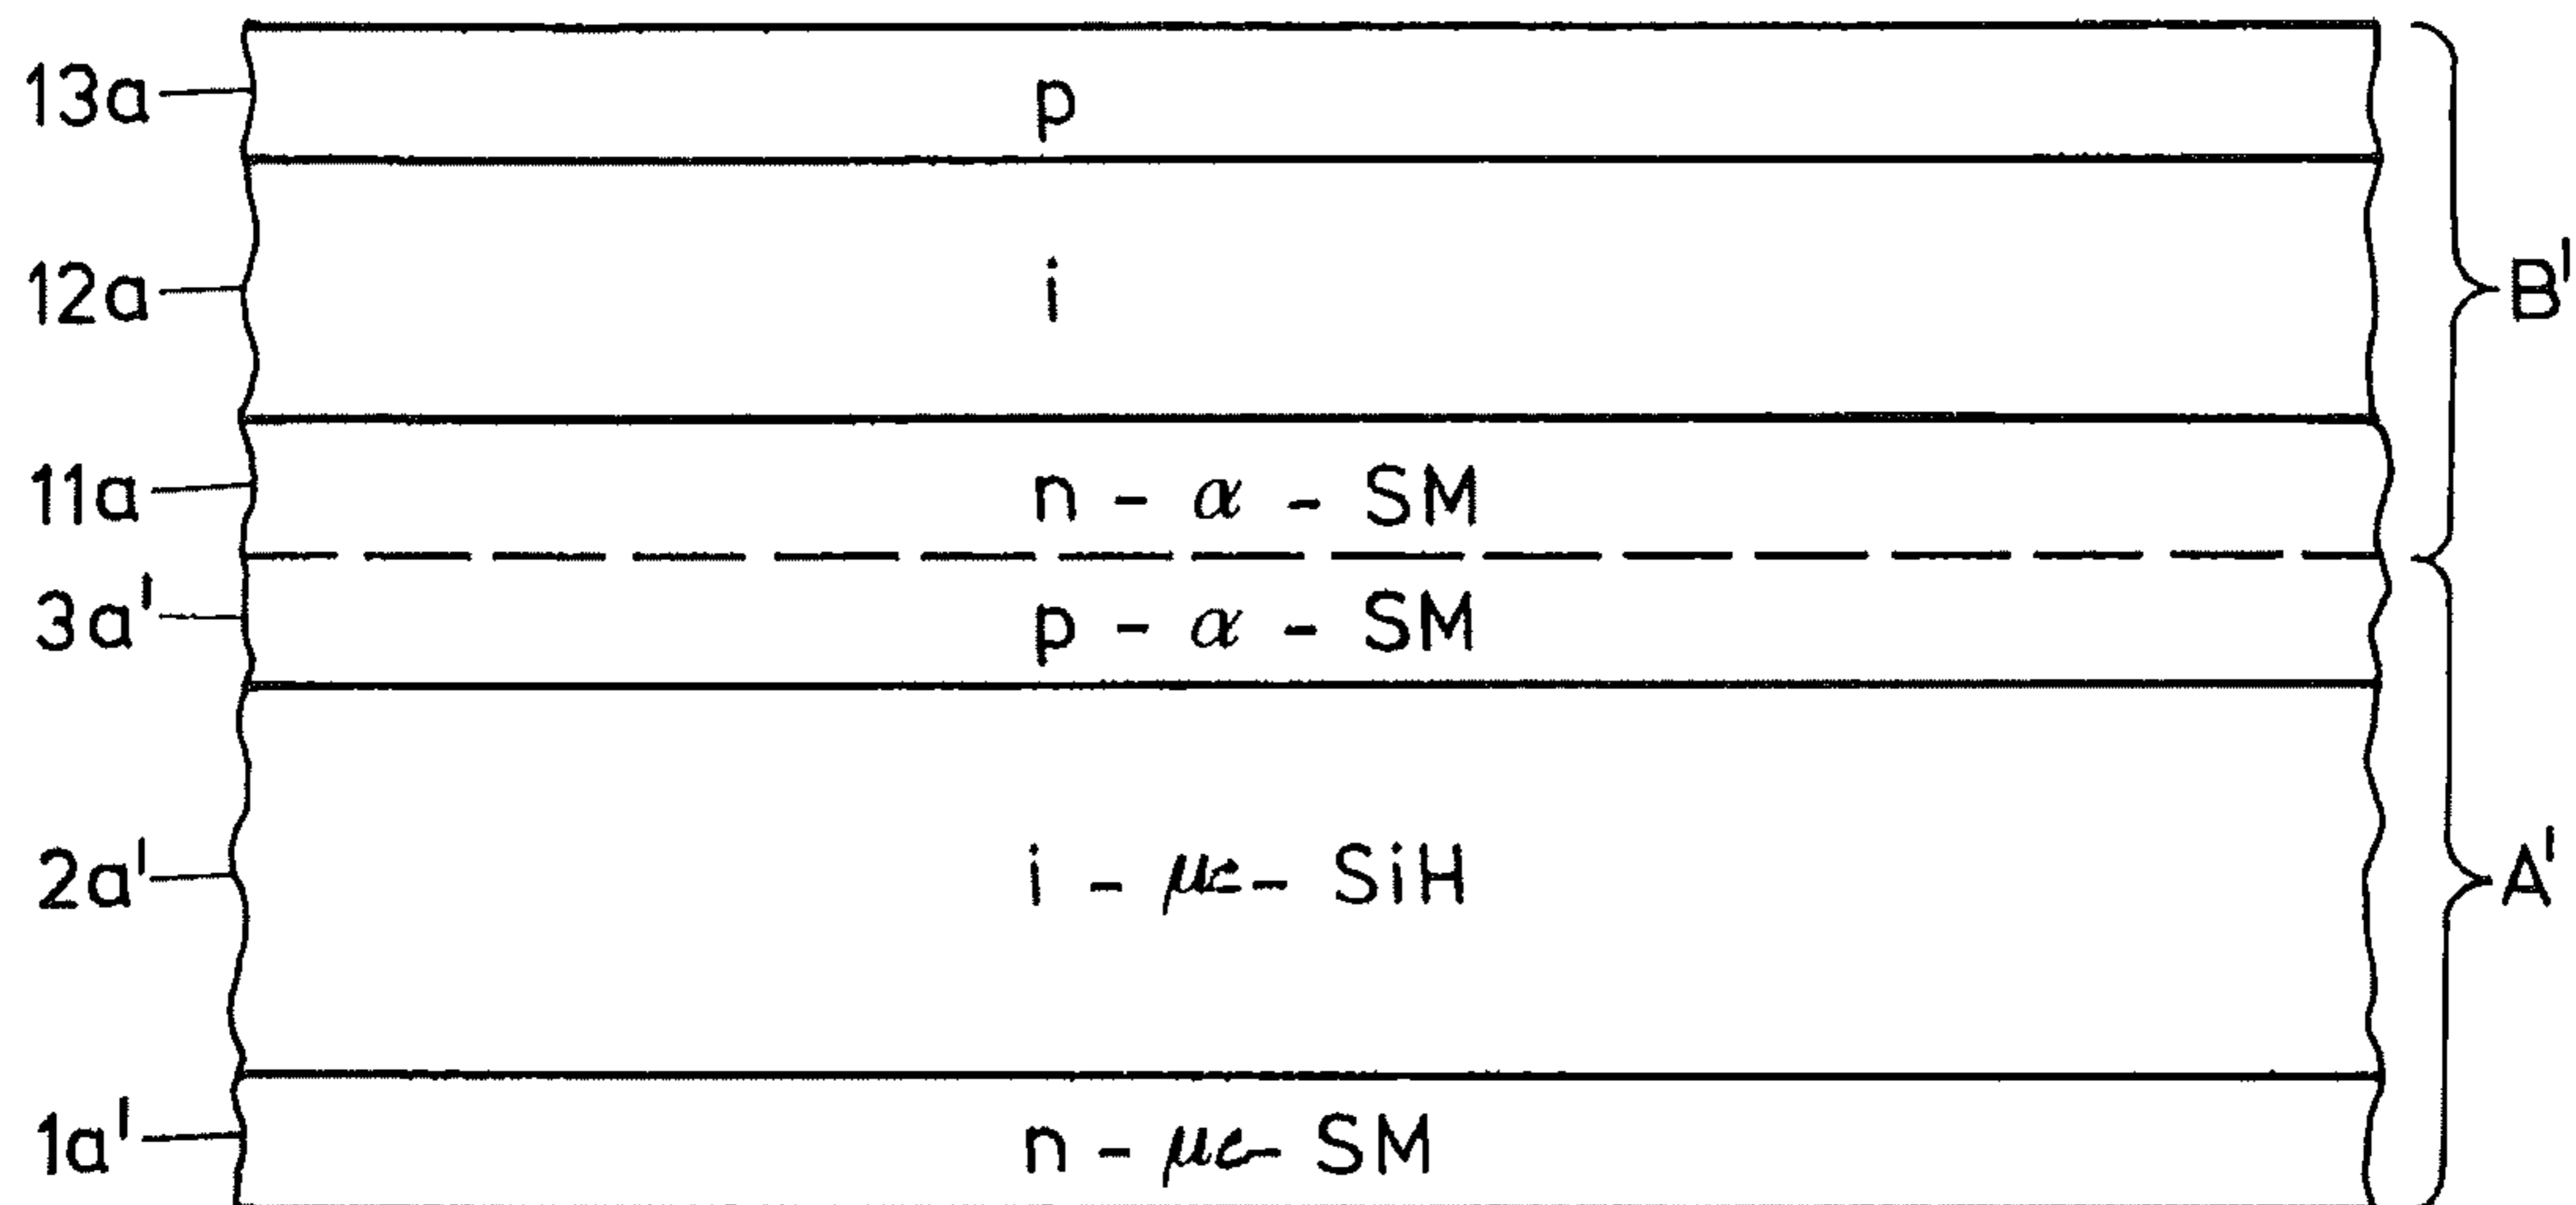 13a p
12a i B'
11a n - α - SM
3a' p - α - SM
2a' i - μc - SiH A'
1a' n - μc - SM